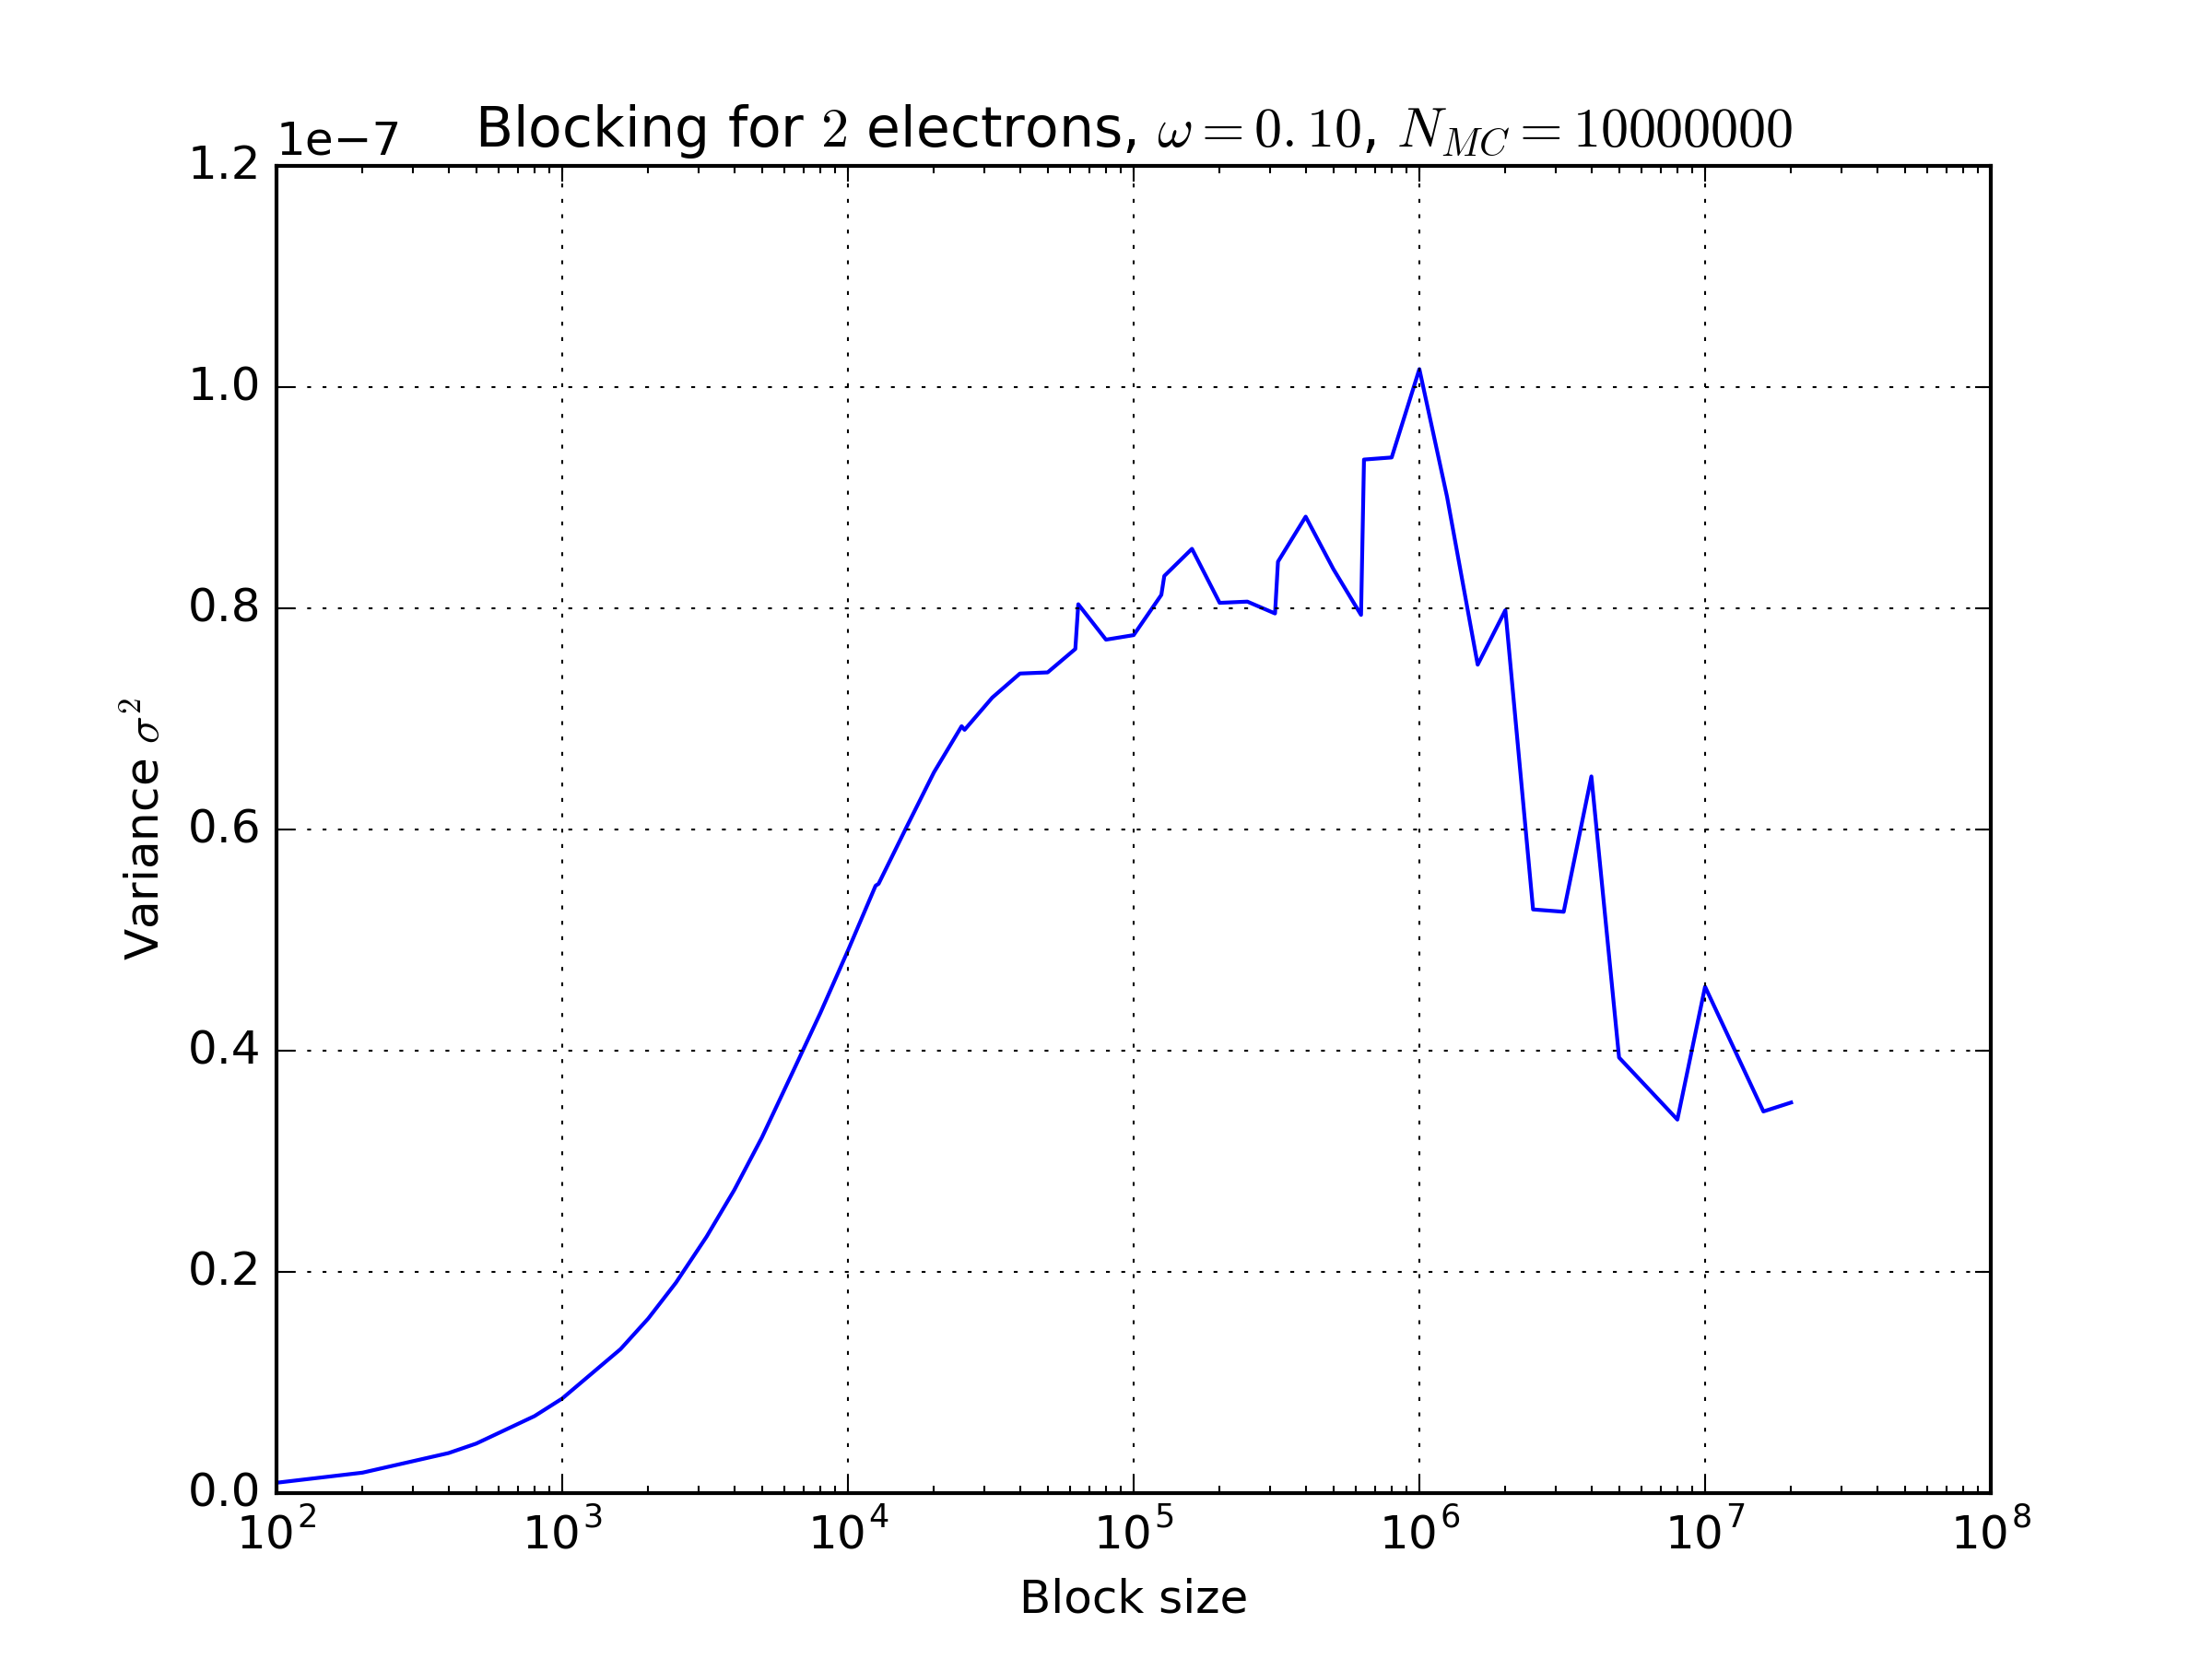 Blocking for 2 electrons, ω = 0.10, N_MC = 10000000
1e−7
1.2
1.0
0.8
0.6
0.4
0.2
0.0
Variance σ²
10² 10³ 10⁴ 10⁵ 10⁶ 10⁷ 10⁸
Block size